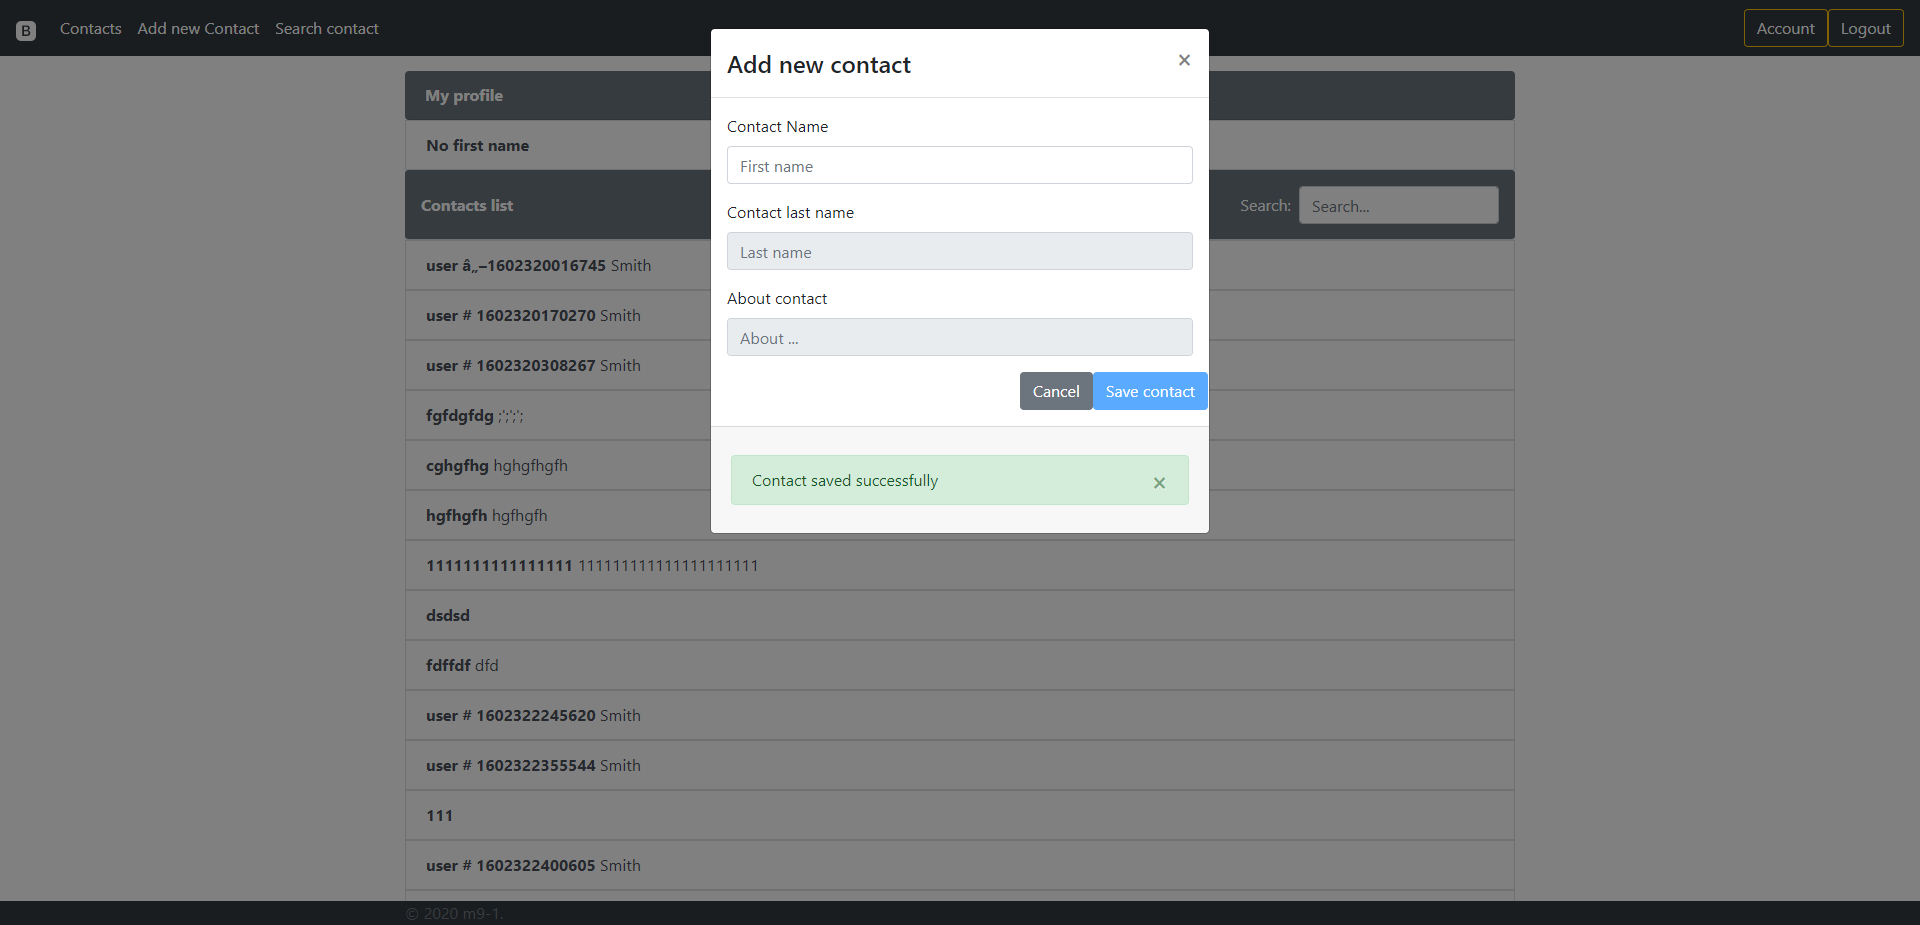 B Contacts Add new Contact Search contact Account Logout
Add new contact ×
My profile
Contact Name
No first name
First name
Contacts list
Search: Search...
Contact last name
Last name
user â„–1602320016745 Smith
About contact
user # 1602320170270 Smith
About ...
user # 1602320308267 Smith
Cancel Save contact
fgfdgfdg ;';';';
cghgfhg hghgfhgfh
Contact saved successfully ×
hgfhgfh hgfhgfh
1111111111111111 111111111111111111111
dsdsd
fdffdf dfd
user # 1602322245620 Smith
user # 1602322355544 Smith
111
user # 1602322400605 Smith
© 2020 m9-1.